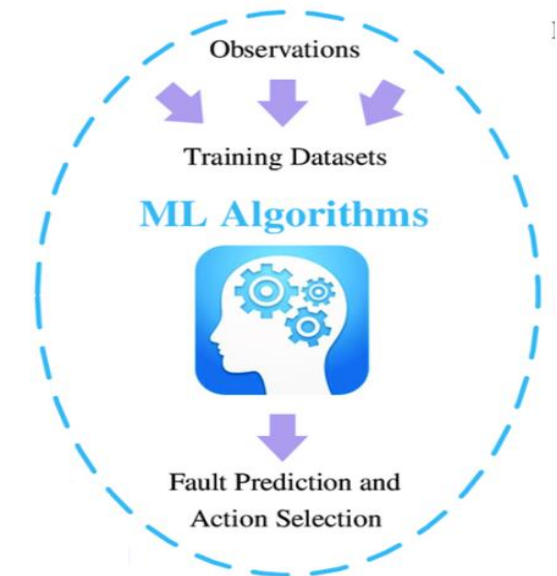 Observations
Training Datasets
ML Algorithms
Fault Prediction and
Action Selection